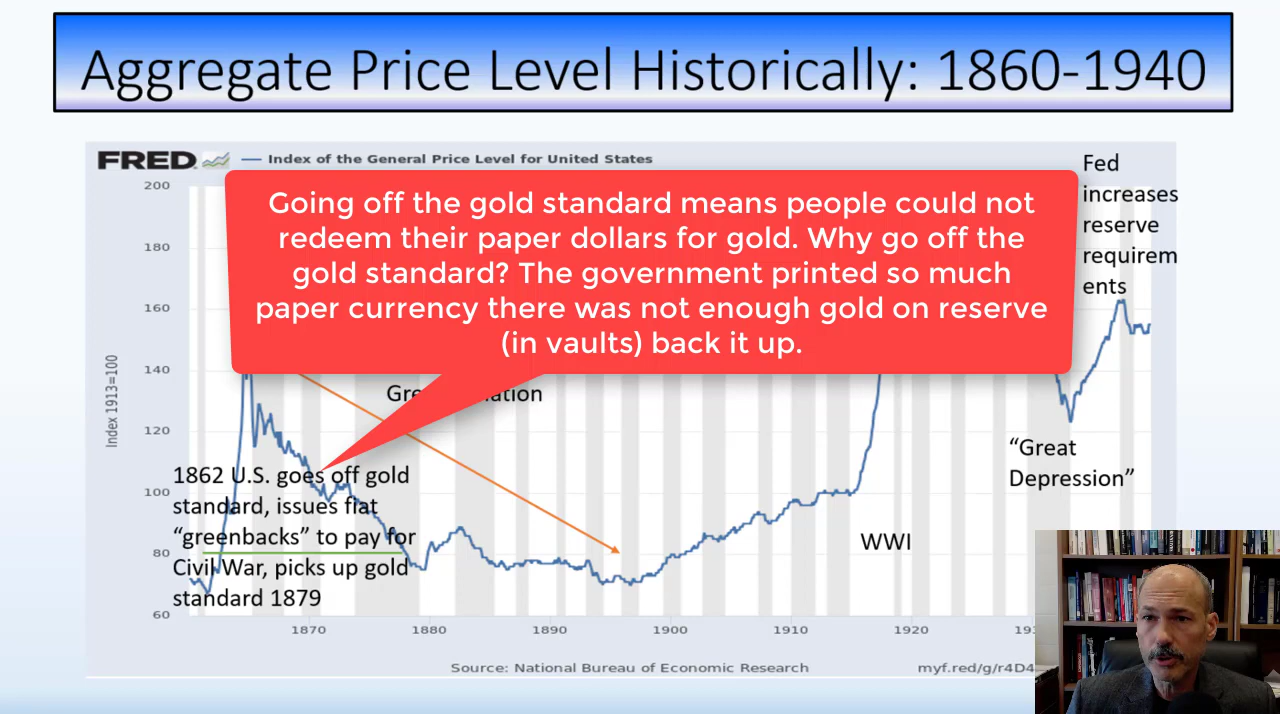 Aggregate Price Level Historically: 1860-1940
FRED
Index of the General Price Level for United States
Fed
increases
reserve
requirem
ents
Going off the gold standard means people could not
redeem their paper dollars for gold. Why go off the
gold standard? The government printed so much
paper currency there was not enough gold on reserve
(in vaults) back it up.
200
180
160
140
120
100
80
60
Index 1913=100
1862 U.S. goes off gold
standard, issues fiat
“greenbacks” to pay for
Civil War, picks up gold
standard 1879
“Great
Depression”
WWI
1870 1880 1890 1900 1910 1920
Source: National Bureau of Economic Research
myf.red/g/r4D4